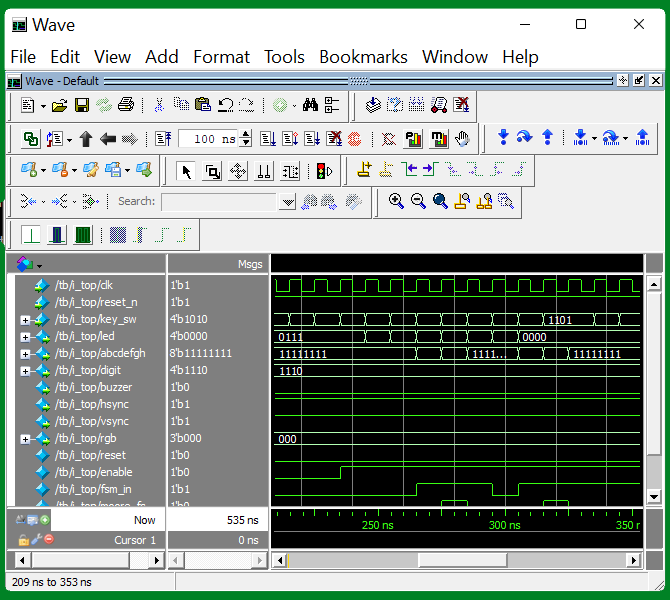 Wave
File Edit View Add Format Tools Bookmarks Window Help
Wave - Default
100 ns
Search:
Msgs
/tb/i_top/clk 1'b1
/tb/i_top/reset_n 1'b1
/tb/i_top/key_sw 4'b1010 1101
/tb/i_top/led 4'b0000 0111 0000
/tb/i_top/abcdefgh 8'b11111111 11111111 1111... 11111111
/tb/i_top/digit 4'b1110 1110
/tb/i_top/buzzer 1'b0
/tb/i_top/hsync 1'b1
/tb/i_top/vsync 1'b1
/tb/i_top/rgb 3'b000 000
/tb/i_top/reset 1'b0
/tb/i_top/enable 1'b0
/tb/i_top/fsm_in 1'b1
Now 535 ns 250 ns 300 ns 350
Cursor 1 0 ns
209 ns to 353 ns